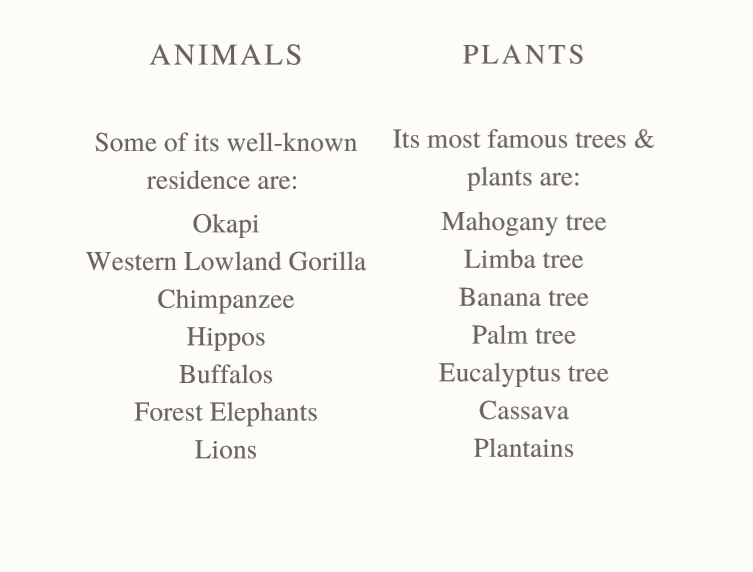 ANIMALS
Some of its well-known
residence are:
Okapi
Western Lowland Gorilla
Chimpanzee
Hippos
Buffalos
Forest Elephants
Lions
PLANTS
Its most famous trees &
plants are:
Mahogany tree
Limba tree
Banana tree
Palm tree
Eucalyptus tree
Cassava
Plantains